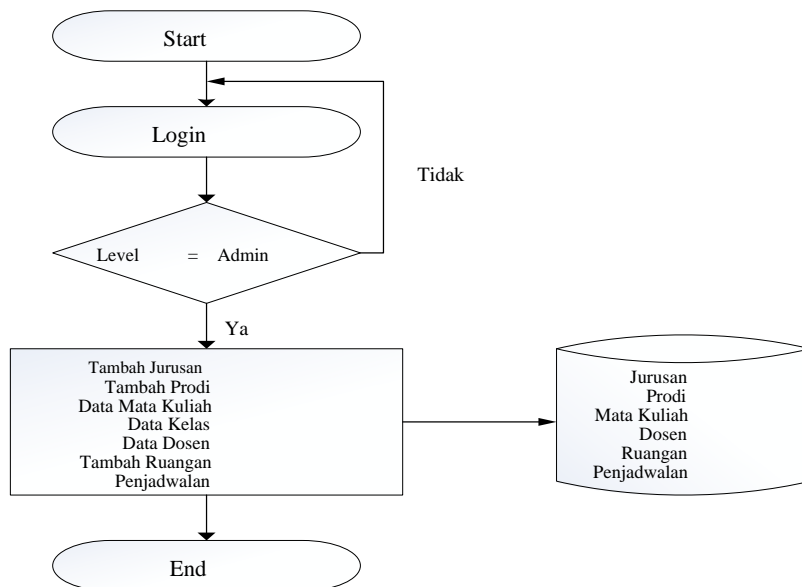 Start
Login
Tidak
Level = Admin
Ya
Tambah Jurusan
Tambah Prodi
Data Mata Kuliah
Data Kelas
Data Dosen
Tambah Ruangan
Penjadwalan
Jurusan
Prodi
Mata Kuliah
Dosen
Ruangan
Penjadwalan
End